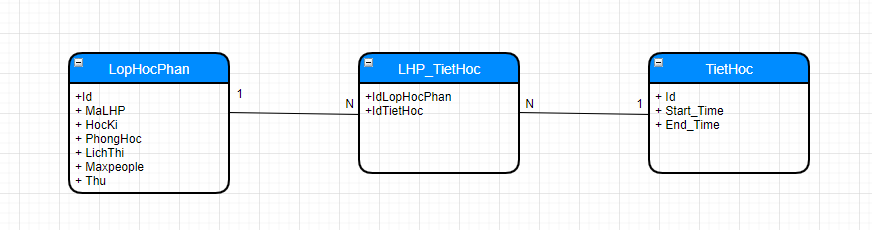 LopHocPhan
+Id
+ MaLHP
+ HocKi
+ PhongHoc
+ LichThi
+ Maxpeople
+ Thu
1
N
LHP_TietHoc
+IdLopHocPhan
+IdTietHoc
N
1
TietHoc
+ Id
+ Start_Time
+ End_Time